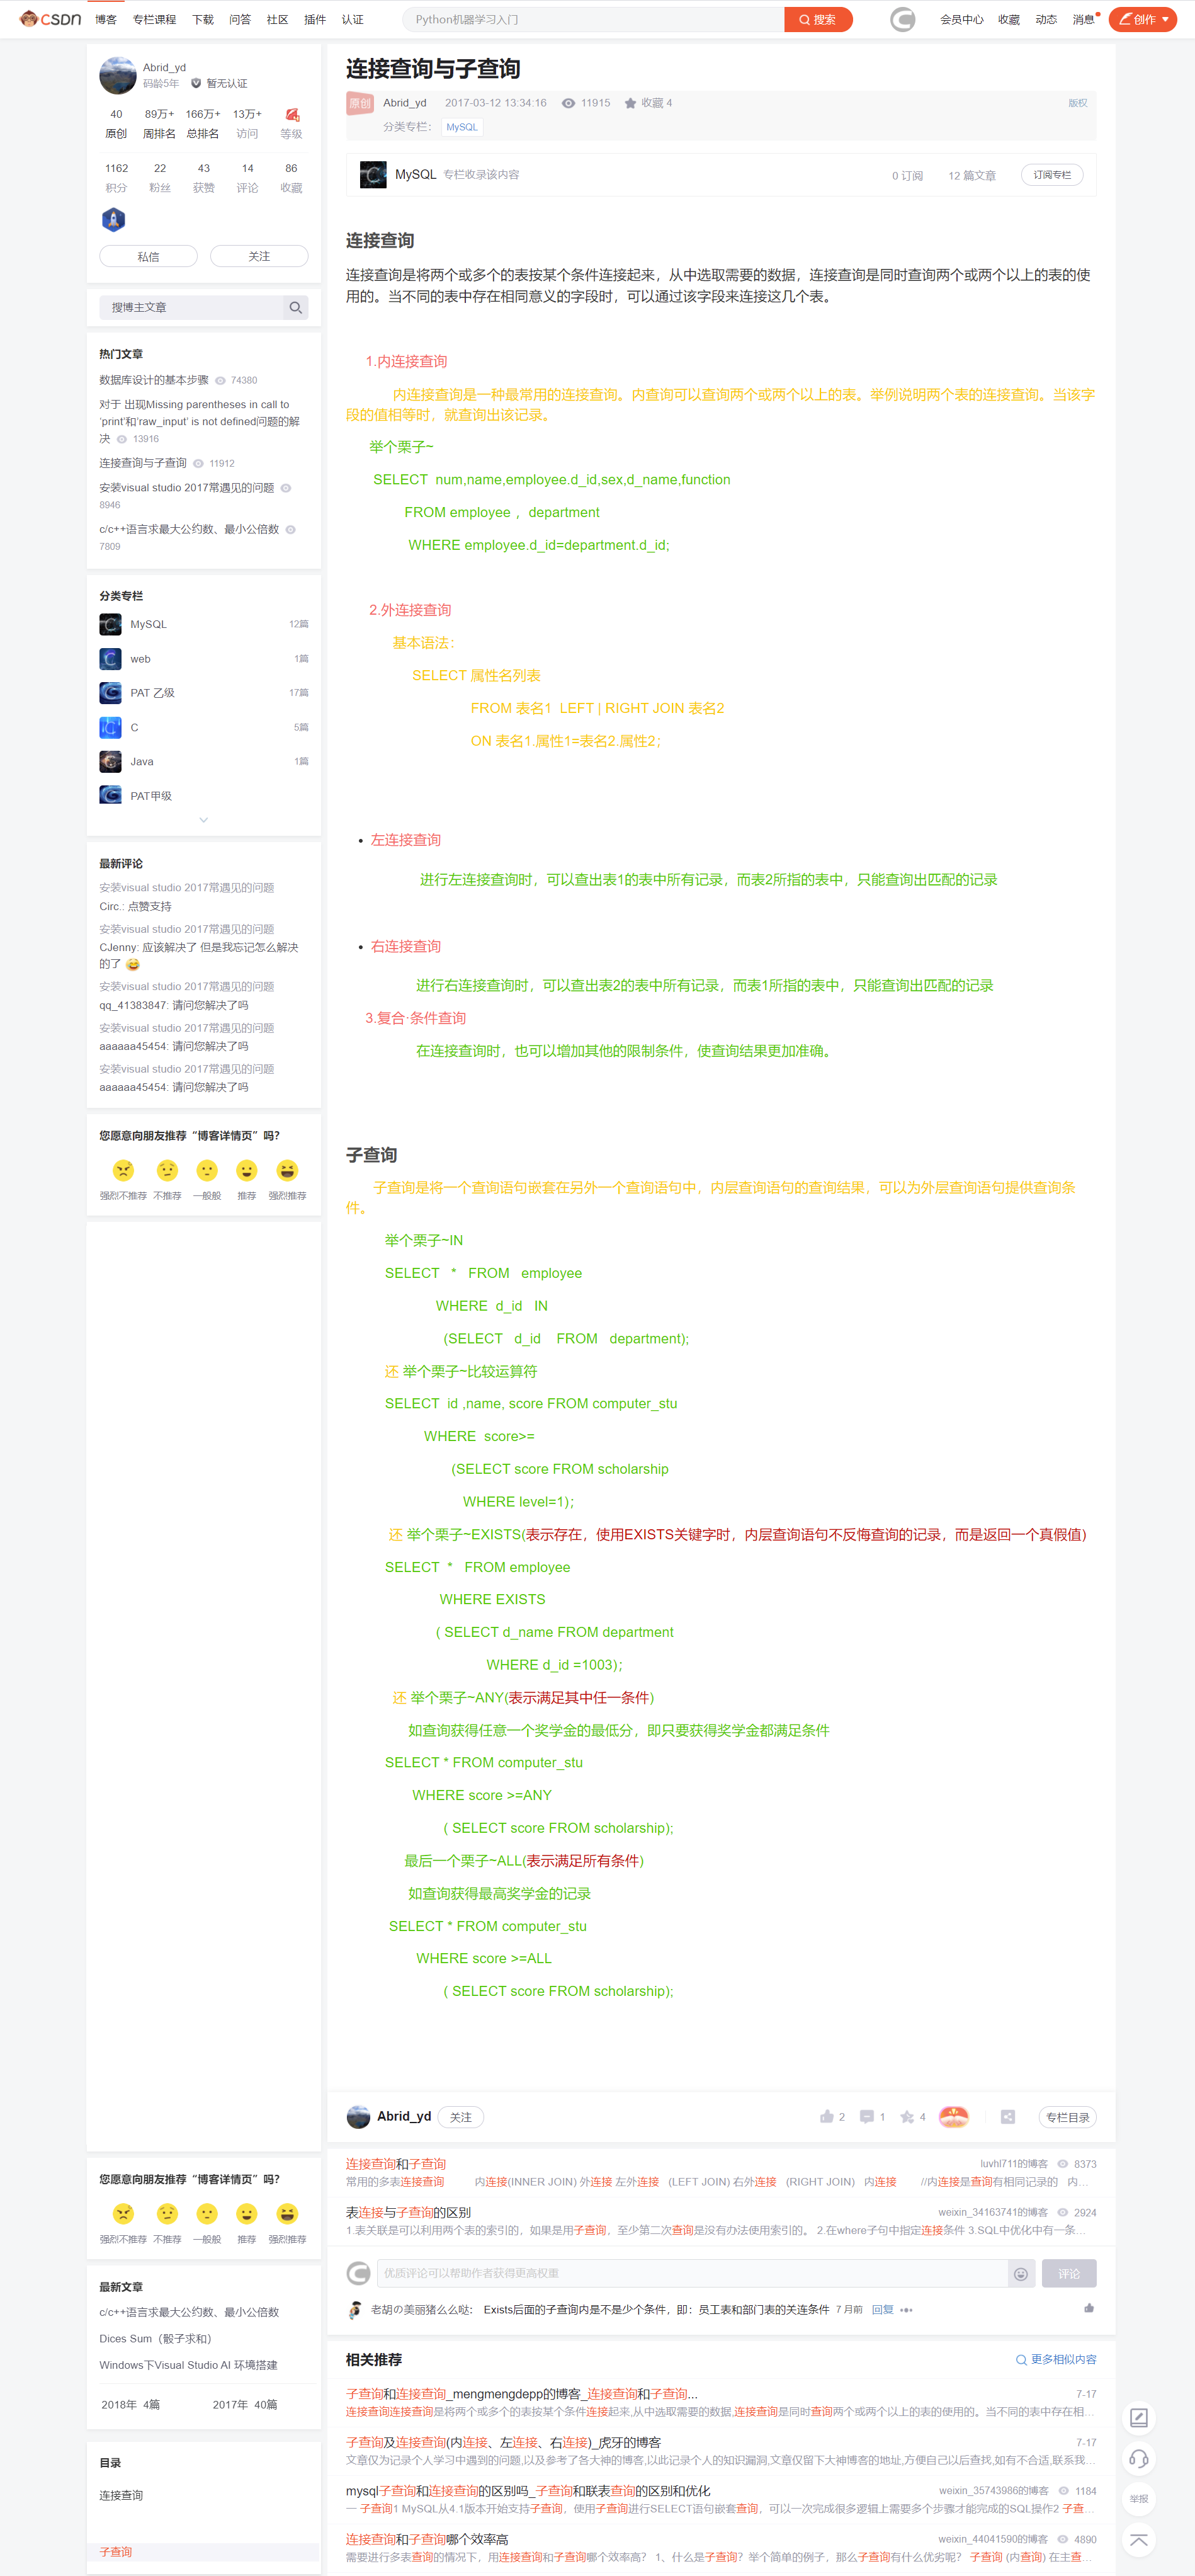 CSDN 博客 专栏课程 下载 问答 社区 插件 认证 Python机器学习入门 搜索 会员中心 收藏 动态 消息 创作
Abrid_yd
码龄5年 暂无认证
40 89万+ 166万+ 13万+
原创 周排名 总排名 访问 等级
1162 22 43 14 86
积分 粉丝 获赞 评论 收藏
私信 关注
搜博主文章
热门文章
数据库设计的基本步骤 74380
对于 出现Missing parentheses in call to
‘print’和‘raw_input’ is not defined问题的解
决 13916
连接查询与子查询 11912
安装visual studio 2017常遇见的问题
8946
c/c++语言求最大公约数、最小公倍数
7809
分类专栏
MySQL 12篇
web 1篇
PAT 乙级 17篇
C 5篇
Java 1篇
PAT甲级
最新评论
安装visual studio 2017常遇见的问题
Circ.: 点赞支持
安装visual studio 2017常遇见的问题
CJenny: 应该解决了 但是我忘记怎么解决
的了
安装visual studio 2017常遇见的问题
qq_41383847: 请问您解决了吗
安装visual studio 2017常遇见的问题
aaaaaa45454: 请问您解决了吗
安装visual studio 2017常遇见的问题
aaaaaa45454: 请问您解决了吗
您愿意向朋友推荐“博客详情页”吗？
强烈不推荐 不推荐 一般般 推荐 强烈推荐
您愿意向朋友推荐“博客详情页”吗？
强烈不推荐 不推荐 一般般 推荐 强烈推荐
最新文章
c/c++语言求最大公约数、最小公倍数
Dices Sum（骰子求和）
Windows下Visual Studio AI 环境搭建
2018年 4篇 2017年 40篇
目录
连接查询
子查询
连接查询与子查询
原创 Abrid_yd 2017-03-12 13:34:16 11915 收藏 4 版权
分类专栏： MySQL
MySQL 专栏收录该内容 0 订阅 12 篇文章 订阅专栏
连接查询
连接查询是将两个或多个的表按某个条件连接起来，从中选取需要的数据，连接查询是同时查询两个或两个以上的表的使
用的。当不同的表中存在相同意义的字段时，可以通过该字段来连接这几个表。
1.内连接查询
内连接查询是一种最常用的连接查询。内查询可以查询两个或两个以上的表。举例说明两个表的连接查询。当该字
段的值相等时，就查询出该记录。
举个栗子~
SELECT num,name,employee.d_id,sex,d_name,function
FROM employee ，department
WHERE employee.d_id=department.d_id;
2.外连接查询
基本语法：
SELECT 属性名列表
FROM 表名1 LEFT | RIGHT JOIN 表名2
ON 表名1.属性1=表名2.属性2；
• 左连接查询
进行左连接查询时，可以查出表1的表中所有记录，而表2所指的表中，只能查询出匹配的记录
• 右连接查询
进行右连接查询时，可以查出表2的表中所有记录，而表1所指的表中，只能查询出匹配的记录
3.复合·条件查询
在连接查询时，也可以增加其他的限制条件，使查询结果更加准确。
子查询
子查询是将一个查询语句嵌套在另外一个查询语句中，内层查询语句的查询结果，可以为外层查询语句提供查询条
件。
举个栗子~IN
SELECT * FROM employee
WHERE d_id IN
(SELECT d_id FROM department);
还 举个栗子~比较运算符
SELECT id ,name, score FROM computer_stu
WHERE score>=
(SELECT score FROM scholarship
WHERE level=1)；
还 举个栗子~EXISTS(表示存在，使用EXISTS关键字时，内层查询语句不反悔查询的记录，而是返回一个真假值)
SELECT * FROM employee
WHERE EXISTS
( SELECT d_name FROM department
WHERE d_id =1003)；
还 举个栗子~ANY(表示满足其中任一条件)
如查询获得任意一个奖学金的最低分，即只要获得奖学金都满足条件
SELECT * FROM computer_stu
WHERE score >=ANY
( SELECT score FROM scholarship);
最后一个栗子~ALL(表示满足所有条件)
如查询获得最高奖学金的记录
SELECT * FROM computer_stu
WHERE score >=ALL
( SELECT score FROM scholarship);
Abrid_yd 关注 2 1 4 专栏目录
连接查询和子查询 luvhl711的博客 8373
常用的多表连接查询 内连接(INNER JOIN) 外连接 左外连接 (LEFT JOIN) 右外连接 (RIGHT JOIN) 内连接 //内连接是查询有相同记录的 内...
表连接与子查询的区别 weixin_34163741的博客 2924
1.表关联是可以利用两个表的索引的，如果是用子查询，至少第二次查询是没有办法使用索引的。 2.在where子句中指定连接条件 3.SQL中优化中有一条...
优质评论可以帮助作者获得更高权重 评论
老胡の美丽猪么么哒： Exists后面的子查询内是不是少个条件，即：员工表和部门表的关连条件 7 月前 回复
相关推荐 更多相似内容
子查询和连接查询_mengmengdepp的博客_连接查询和子查询... 7-17
连接查询连接查询是将两个或多个的表按某个条件连接起来,从中选取需要的数据,连接查询是同时查询两个或两个以上的表的使用的。当不同的表中存在相...
子查询及连接查询(内连接、左连接、右连接)_虎牙的博客 7-17
文章仅为记录个人学习中遇到的问题,以及参考了各大神的博客,以此记录个人的知识漏洞,文章仅留下大神博客的地址,方便自己以后查找,如有不合适,联系我...
mysql子查询和连接查询的区别吗_子查询和联表查询的区别和优化 weixin_35743986的博客 1184
一 子查询1 MySQL从4.1版本开始支持子查询，使用子查询进行SELECT语句嵌套查询，可以一次完成很多逻辑上需要多个步骤才能完成的SQL操作2 子查...
连接查询和子查询哪个效率高 weixin_44041590的博客 4890
需要进行多表查询的情况下，用连接查询和子查询哪个效率高？ 1、什么是子查询？举个简单的例子，那么子查询有什么优劣呢？ 子查询 (内查询) 在主查...
举报